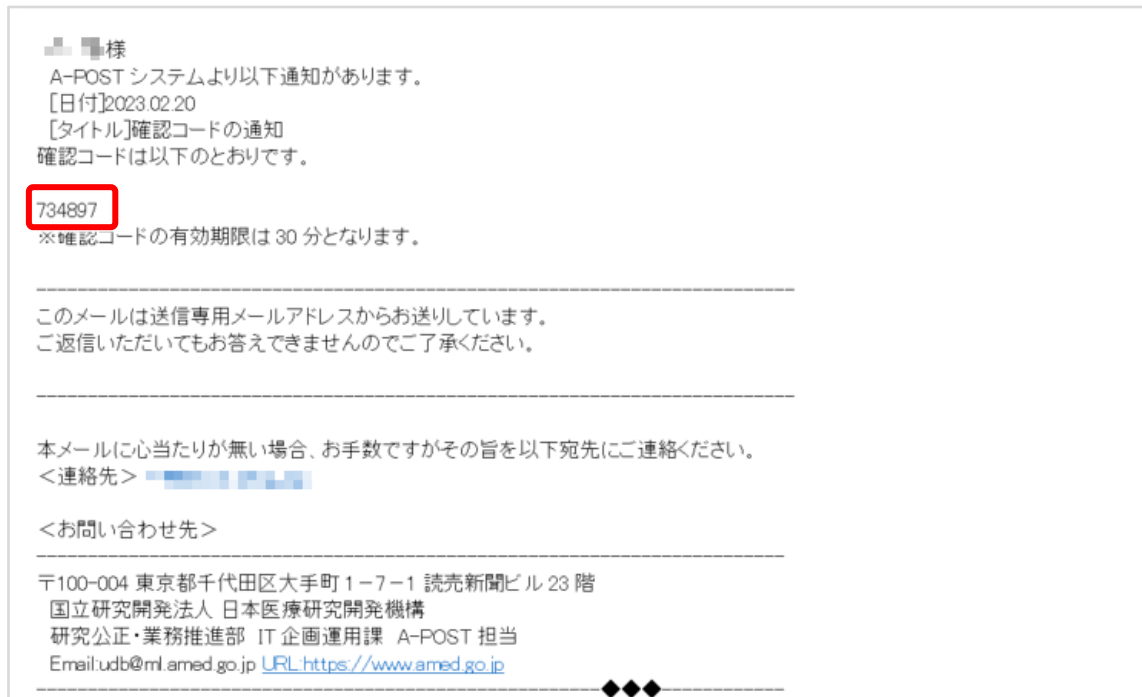 様
A-POST システムより以下通知があります。
[日付]2023.02.20
[タイトル]確認コードの通知
確認コードは以下のとおりです。
734897
※確認コードの有効期限は 30 分となります。
--------------------------------------------------------------------------
このメールは送信専用メールアドレスからお送りしています。
ご返信いただいてもお答えできませんのでご了承ください。
--------------------------------------------------------------------------
本メールに心当たりが無い場合、お手数ですがその旨を以下宛先にご連絡ください。
＜連絡先＞
＜お問い合わせ先＞
-------------------------------------------------------------------------
〒100-004 東京都千代田区大手町１－７－１ 読売新聞ビル 23 階
国立研究開発法人 日本医療研究開発機構
研究公正・業務推進部 IT 企画運用課 A-POST 担当
Email:udb@ml.amed.go.jp URL:https://www.amed.go.jp
-------------------------------------------------------◆◆◆------------